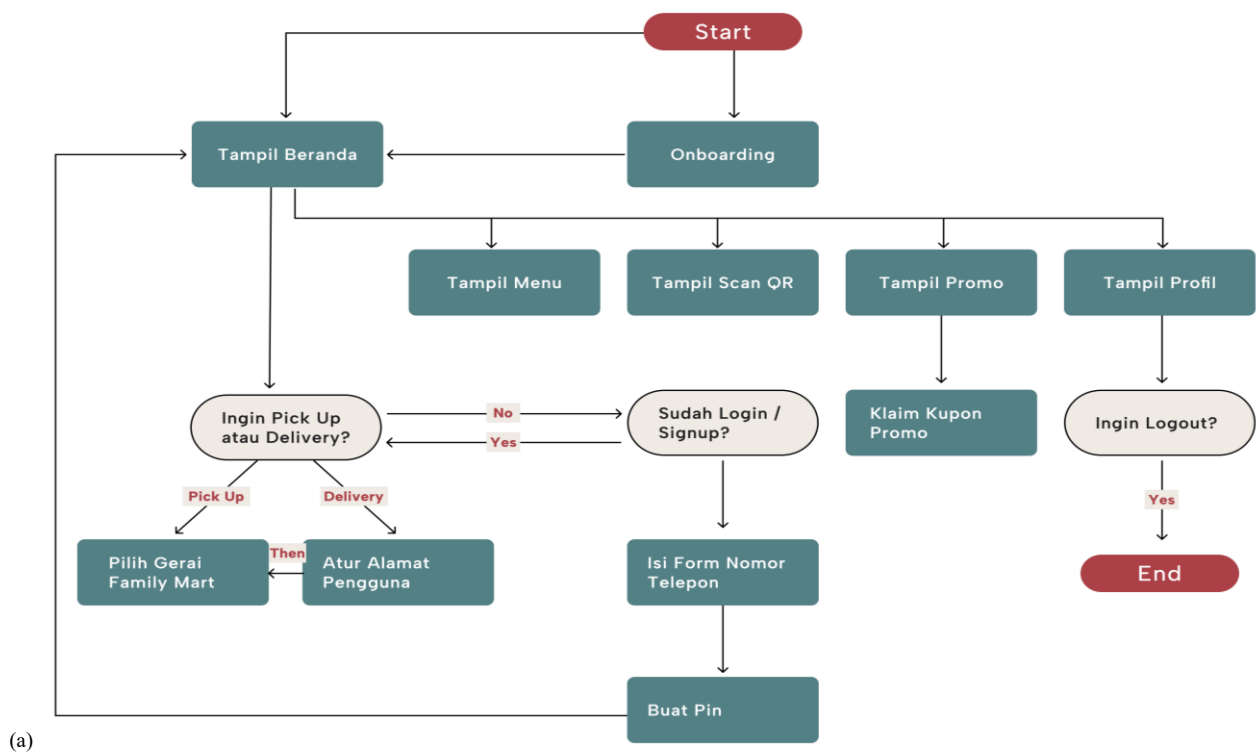 Start
Tampil Beranda
Onboarding
Tampil Menu
Tampil Scan QR
Tampil Promo
Tampil Profil
Ingin Pick Up
atau Delivery?
No
Yes
Sudah Login /
Signup?
Klaim Kupon
Promo
Ingin Logout?
Pick Up
Delivery
Yes
Pilih Gerai
Family Mart
Then
Atur Alamat
Pengguna
Isi Form Nomor
Telepon
End
Buat Pin
(a)